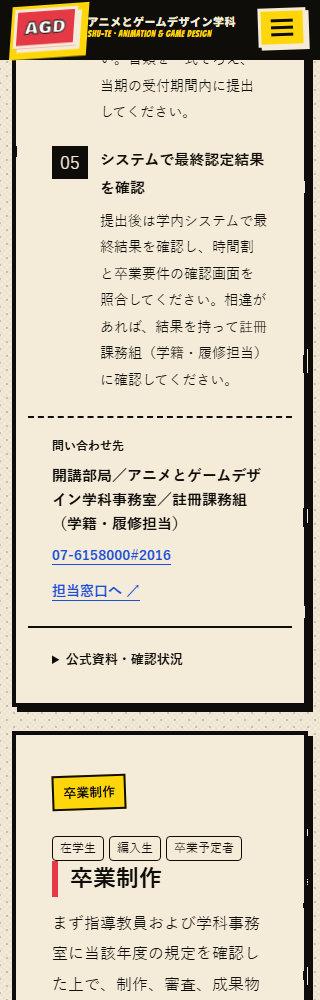 AGD
アニメとゲームデザイン学科
SHU-TE・ANIMATION & GAME DESIGN
当期の受付期間内に提出
してください。
05
システムで最終認定結果
を確認
提出後は学内システムで最
終結果を確認し、時間割
と卒業要件の確認画面を
照合してください。相違が
あれば、結果を持って註冊
課務組（学籍・履修担当）
に確認してください。
問い合わせ先
開講部局／アニメとゲームデザ
イン学科事務室／註冊課務組
（学籍・履修担当）
07-6158000#2016
担当窓口へ ↗
▶ 公式資料・確認状況
卒業制作
在学生 編入生 卒業予定者
卒業制作
まず指導教員および学科事務
室に当該年度の規定を確認し
た上で、制作、審査、成果物